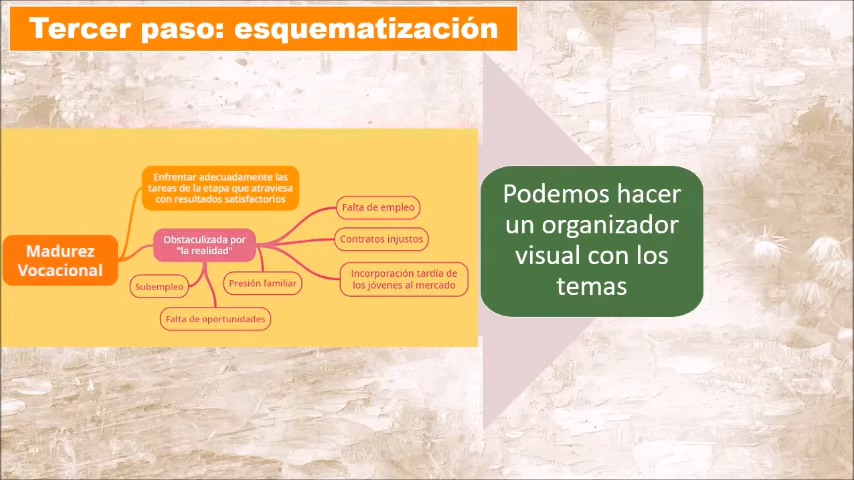 Tercer paso: esquematización
Enfrentar adecuadamente las
tareas de la etapa que atraviesa
con resultados satisfactorios
Madurez
Vocacional
Obstaculizada por
"la realidad"
Falta de empleo
Contratos injustos
Incorporación tardía de
los jóvenes al mercado
Presión familiar
Subempleo
Falta de oportunidades
Podemos hacer
un organizador
visual con los
temas